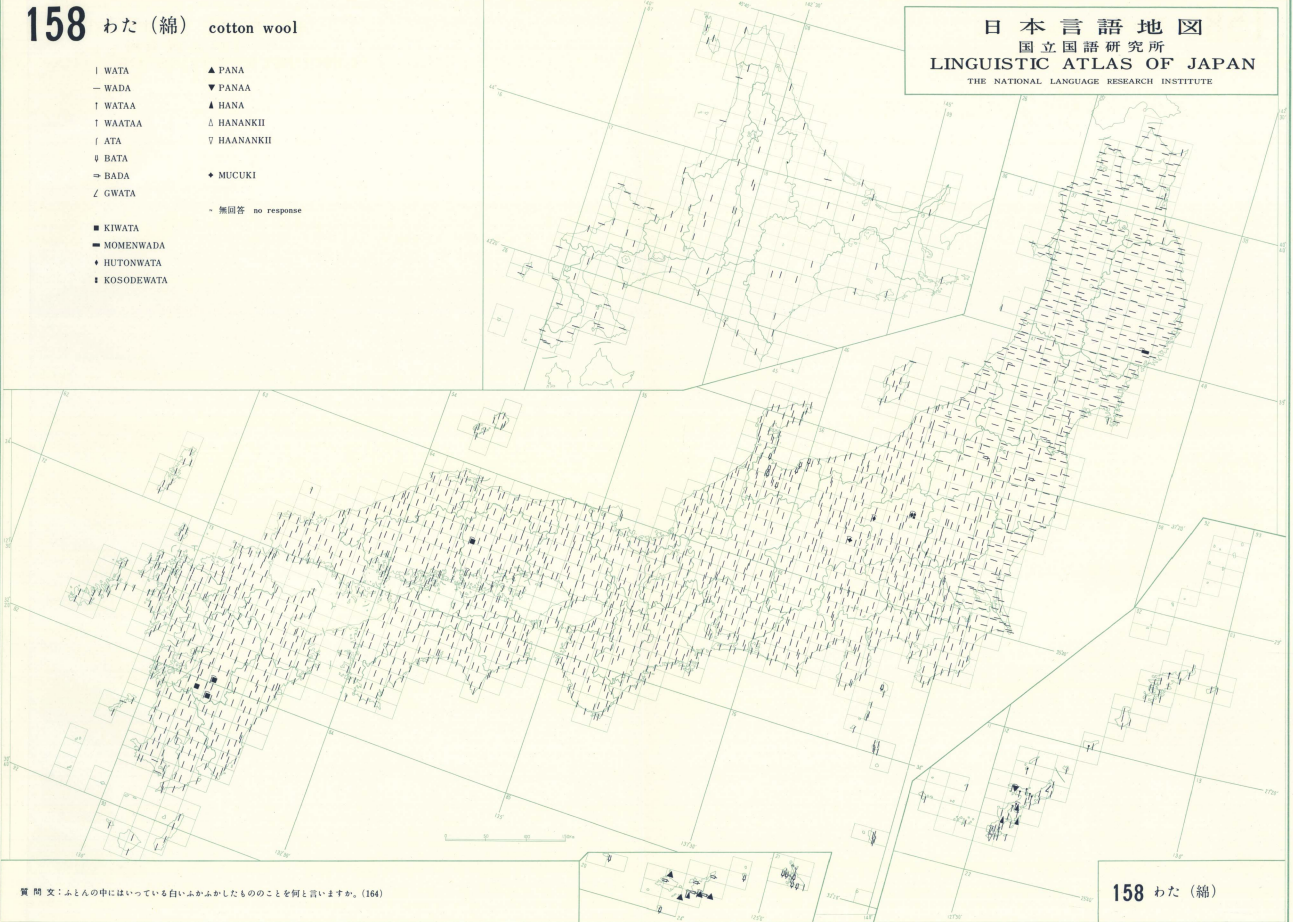 158 わた（綿） cotton wool
WATA
WADA
WATAA
WAATAA
ATA
BATA
BADA
GWATA
KIWATA
MOMENWADA
HUTONWATA
KOSODEWATA
PANA
PANAA
HANA
HANANKII
HAANANKII
MUCUKI
無回答 no response
日本言語地図
国立国語研究所
LINGUISTIC ATLAS OF JAPAN
THE NATIONAL LANGUAGE RESEARCH INSTITUTE
質問文：ふとんの中にはいっている白いふかふかしたもののことを何と言いますか。(164)
158 わた（綿）